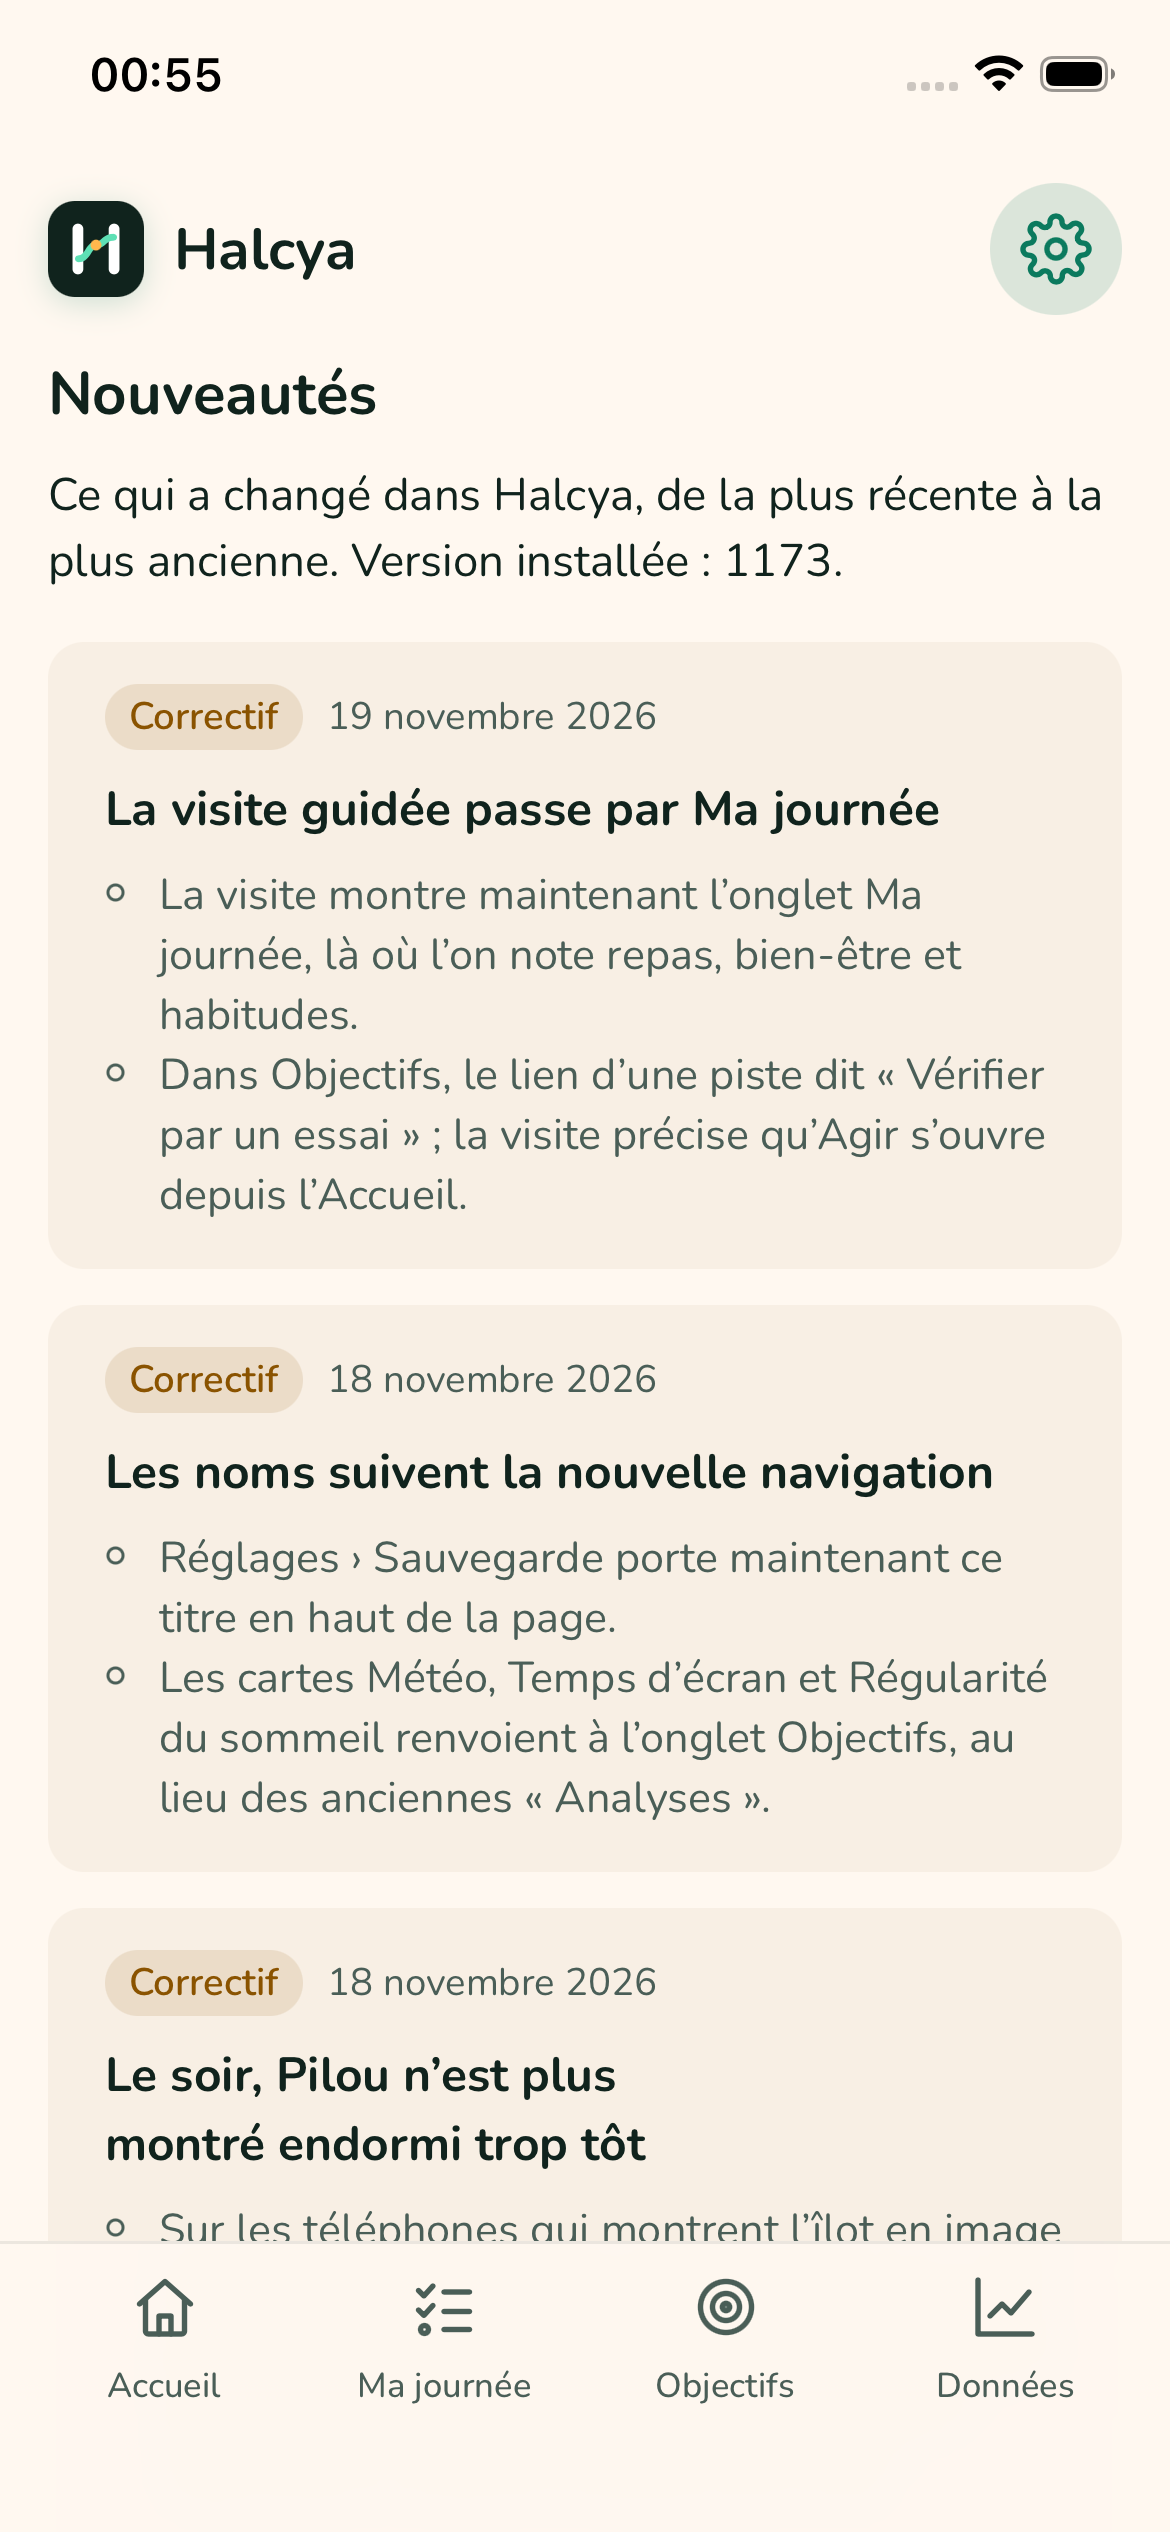 00:55
Halcya
Nouveautés
Ce qui a changé dans Halcya, de la plus récente à la
plus ancienne. Version installée : 1173.
Correctif 19 novembre 2026
La visite guidée passe par Ma journée
La visite montre maintenant l’onglet Ma
journée, là où l’on note repas, bien-être et
habitudes.
Dans Objectifs, le lien d’une piste dit « Vérifier
par un essai » ; la visite précise qu’Agir s’ouvre
depuis l’Accueil.
Correctif 18 novembre 2026
Les noms suivent la nouvelle navigation
Réglages › Sauvegarde porte maintenant ce
titre en haut de la page.
Les cartes Météo, Temps d’écran et Régularité
du sommeil renvoient à l’onglet Objectifs, au
lieu des anciennes « Analyses ».
Correctif 18 novembre 2026
Le soir, Pilou n’est plus
montré endormi trop tôt
Sur les téléphones qui montrent l’îlot en image
Accueil Ma journée Objectifs Données